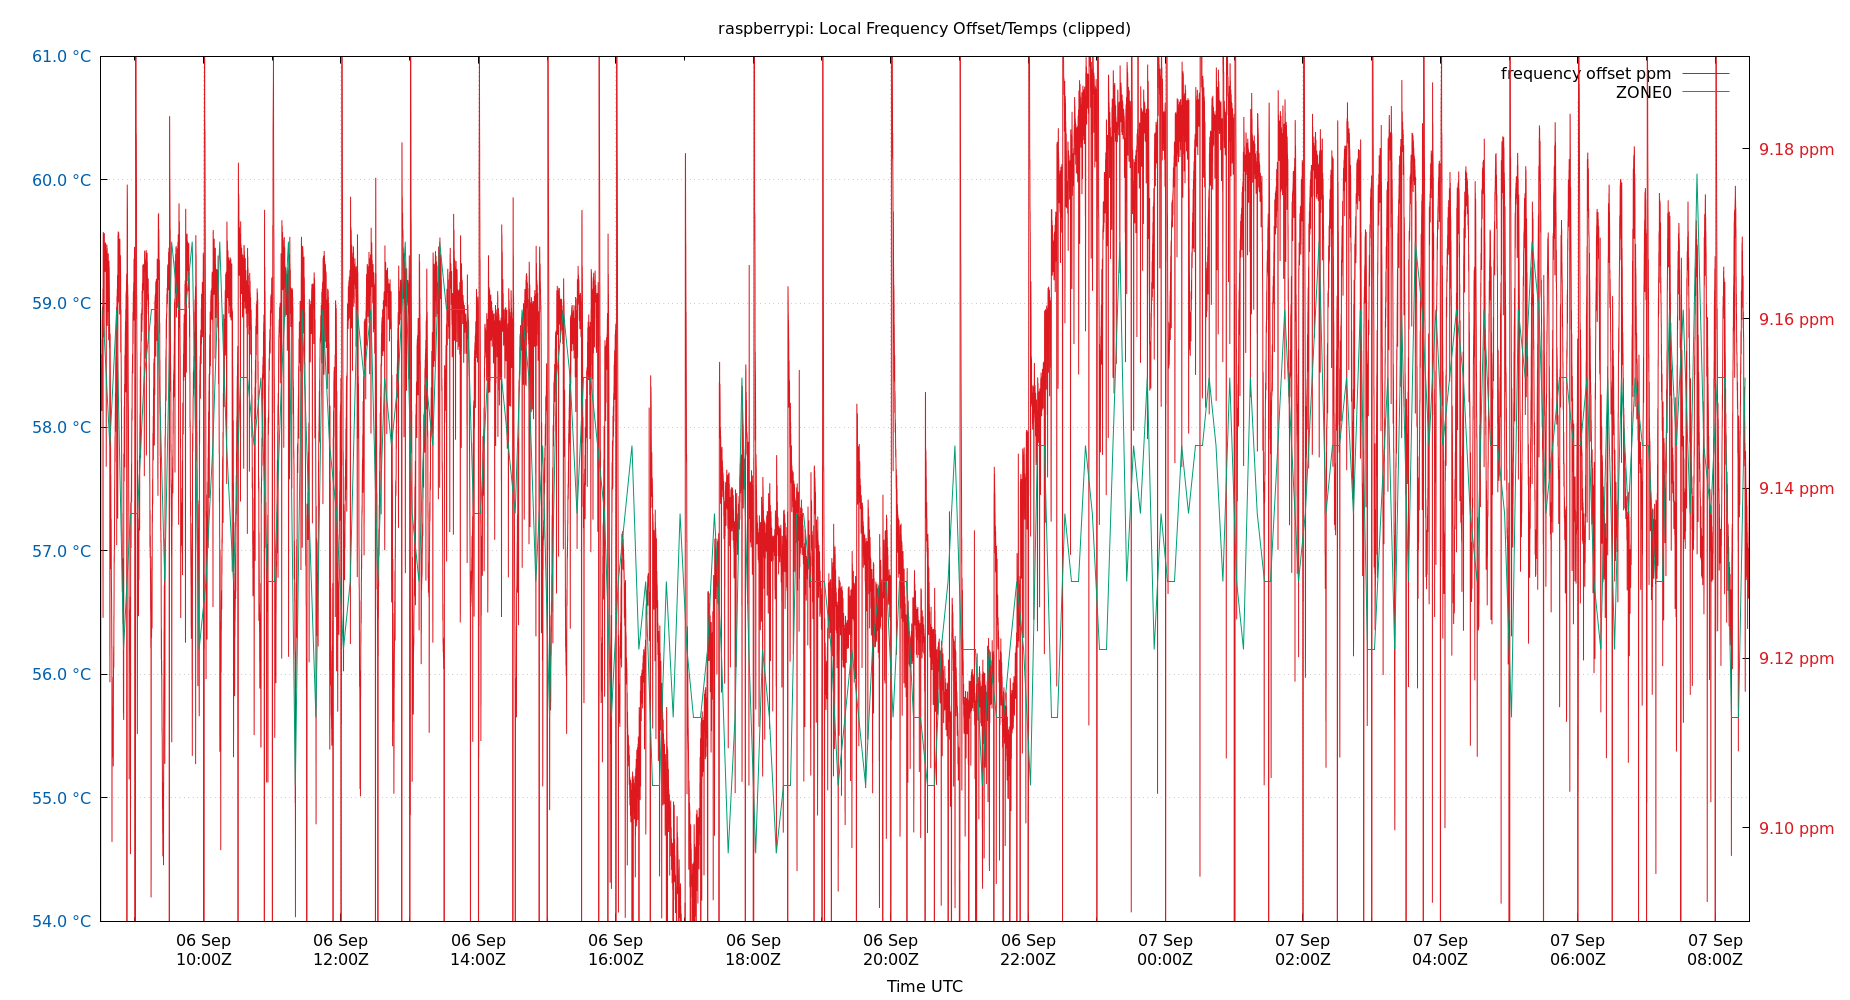 raspberrypi: Local Frequency Offset/Temps (clipped)
frequency offset ppm
ZONE0
61.0 °C
60.0 °C
59.0 °C
58.0 °C
57.0 °C
56.0 °C
55.0 °C
54.0 °C
9.18 ppm
9.16 ppm
9.14 ppm
9.12 ppm
9.10 ppm
06 Sep 06 Sep 06 Sep 06 Sep 06 Sep 06 Sep 06 Sep 07 Sep 07 Sep 07 Sep 07 Sep 07 Sep
10:00Z 12:00Z 14:00Z 16:00Z 18:00Z 20:00Z 22:00Z 00:00Z 02:00Z 04:00Z 06:00Z 08:00Z
Time UTC